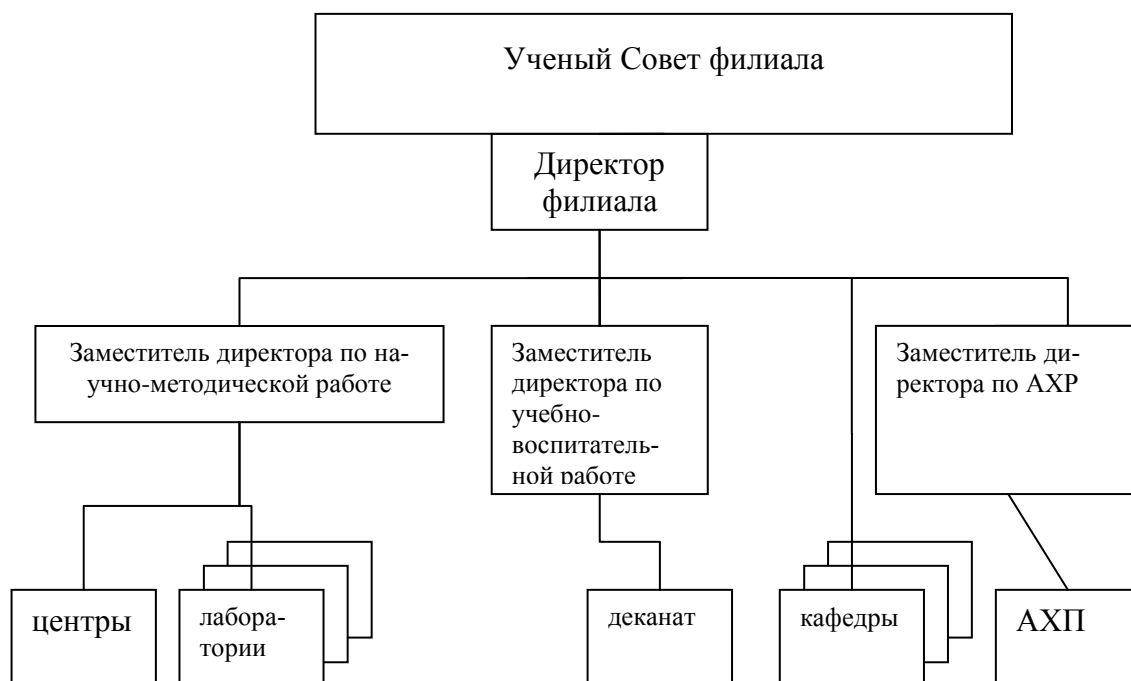 Ученый Совет филиала
Директор
филиала
Заместитель директора по на-
учно-методической работе
Заместитель
директора по
учебно-
воспитатель-
ной работе
Заместитель ди-
ректора по АХР
центры
лабора-
тории
деканат
кафедры
АХП